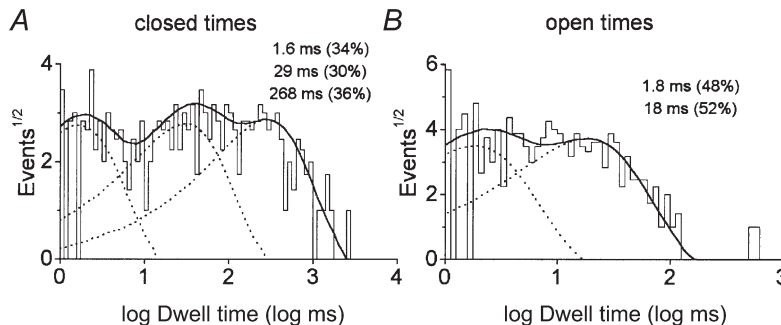 A closed times
1.6 ms (34%)
29 ms (30%)
268 ms (36%)
4
2
0
Events1/2
0 1 2 3 4
log Dwell time (log ms)
B open times
1.8 ms (48%)
18 ms (52%)
6
4
2
0
Events1/2
0 1 2 3
log Dwell time (log ms)